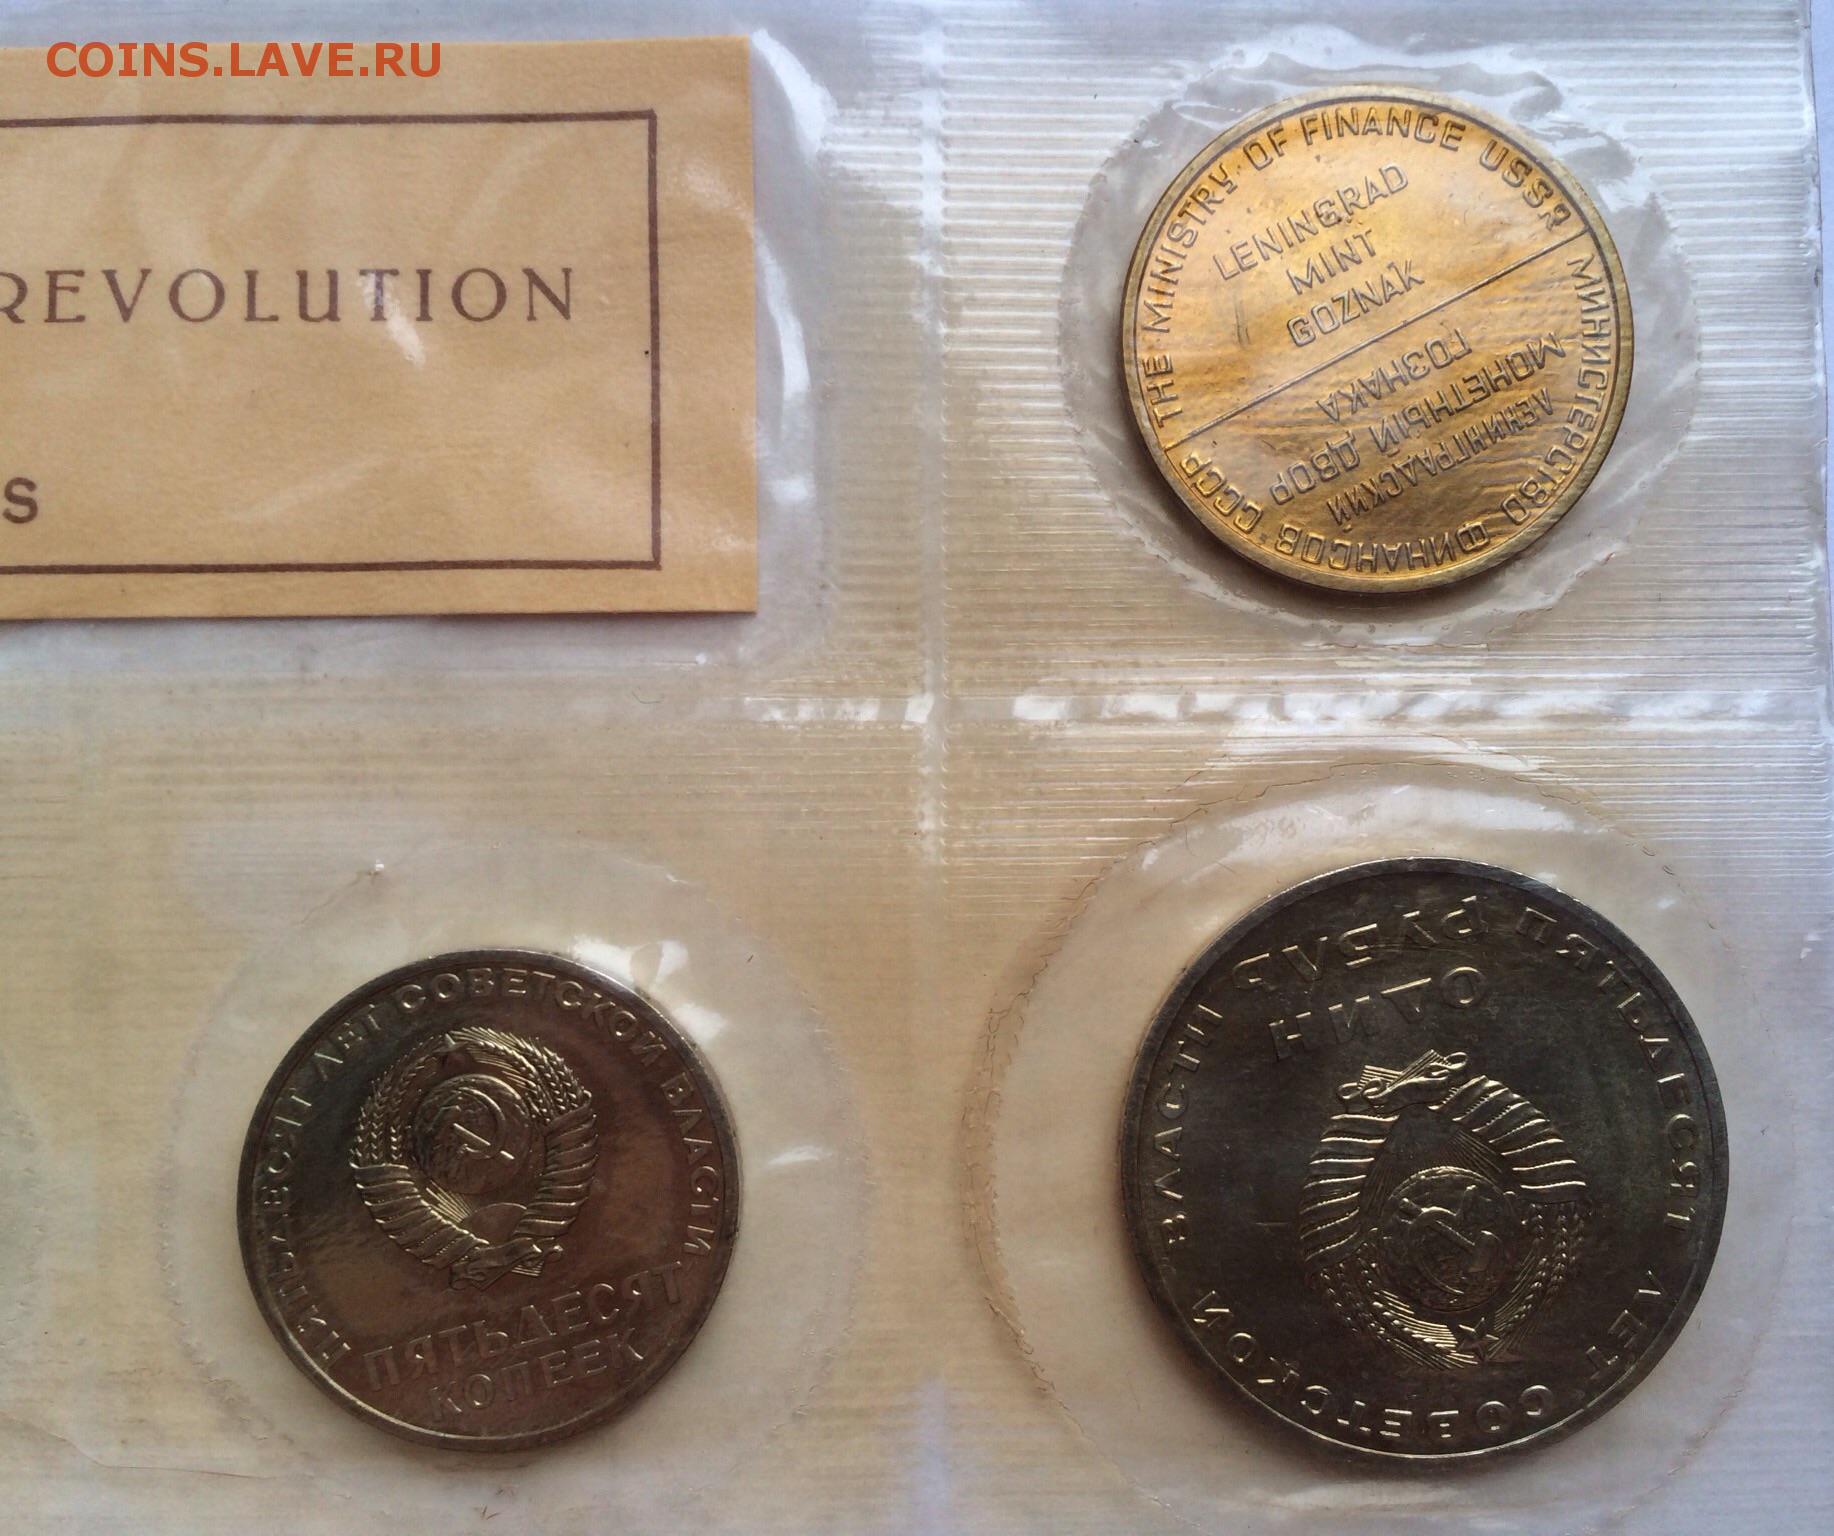 COINS.LAVE.RU
REVOLUTION
S
THE MINISTRY OF FINANCE USSR
LENINGRAD
MINT
GOZNAK
МИНИСТЕРСТВО ФИНАНСОВ СССР
ЛЕНИНГРАДСКИЙ
МОНЕТНЫЙ ДВОР
ГОЗНАКА
ПЯТЬДЕСЯТ ЛЕТ СОВЕТСКОЙ ВЛАСТИ
ПЯТЬДЕСЯТ
КОПЕЕК
ПЯТЬДЕСЯТ ЛЕТ СОВЕТСКОЙ ВЛАСТИ
ОДИН
РУБЛЬ